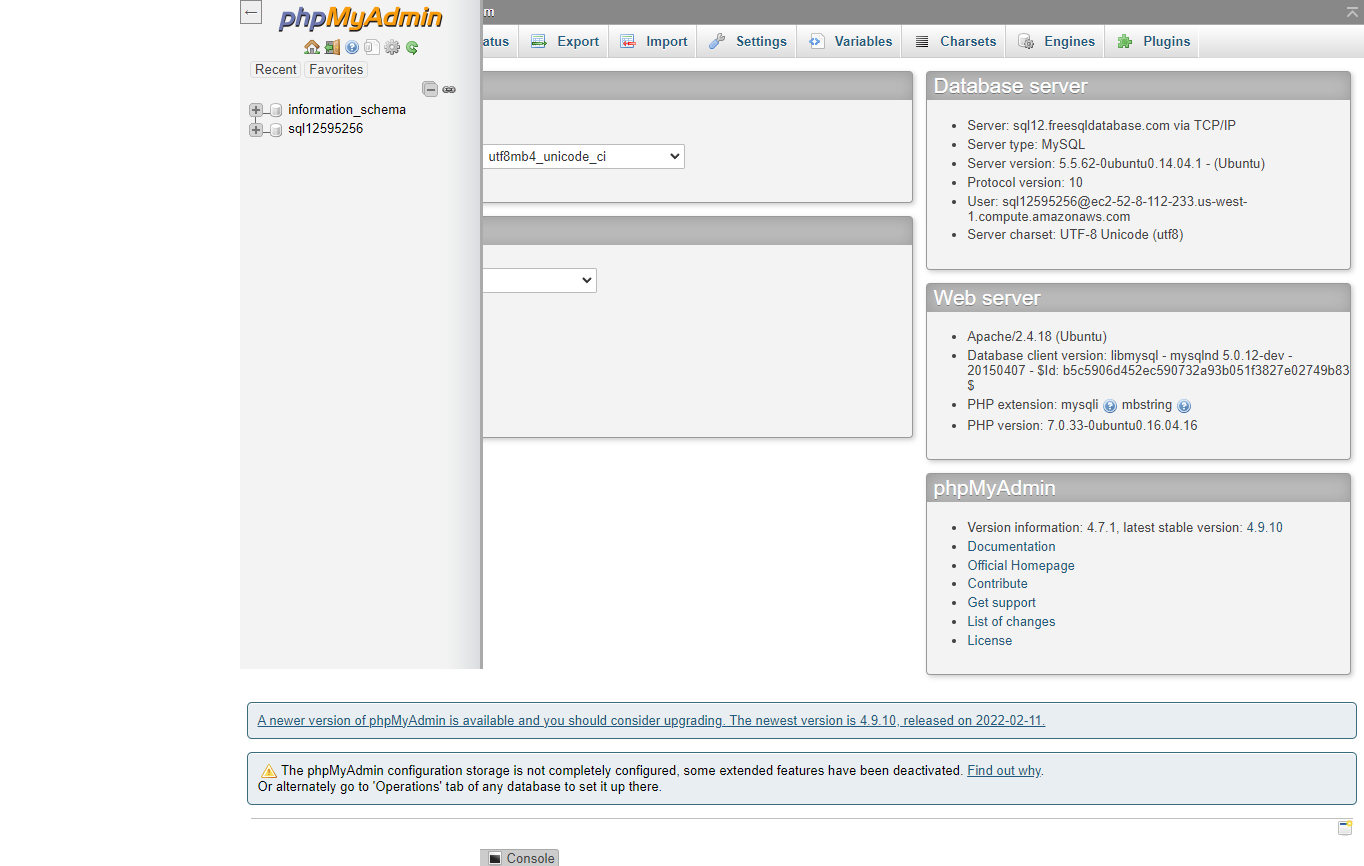 phpMyAdmin
Recent Favorites
information_schema
sql12595256
m
atus Export Import Settings Variables Charsets Engines Plugins
utf8mb4_unicode_ci
Database server
Server: sql12.freesqldatabase.com via TCP/IP
Server type: MySQL
Server version: 5.5.62-0ubuntu0.14.04.1 - (Ubuntu)
Protocol version: 10
User: sql12595256@ec2-52-8-112-233.us-west-
1.compute.amazonaws.com
Server charset: UTF-8 Unicode (utf8)
Web server
Apache/2.4.18 (Ubuntu)
Database client version: libmysql - mysqlnd 5.0.12-dev -
20150407 - $Id: b5c5906d452ec590732a93b051f3827e02749b83
$
PHP extension: mysqli mbstring
PHP version: 7.0.33-0ubuntu0.16.04.16
phpMyAdmin
Version information: 4.7.1, latest stable version: 4.9.10
Documentation
Official Homepage
Contribute
Get support
List of changes
License
A newer version of phpMyAdmin is available and you should consider upgrading. The newest version is 4.9.10, released on 2022-02-11.
The phpMyAdmin configuration storage is not completely configured, some extended features have been deactivated. Find out why.
Or alternately go to 'Operations' tab of any database to set it up there.
Console